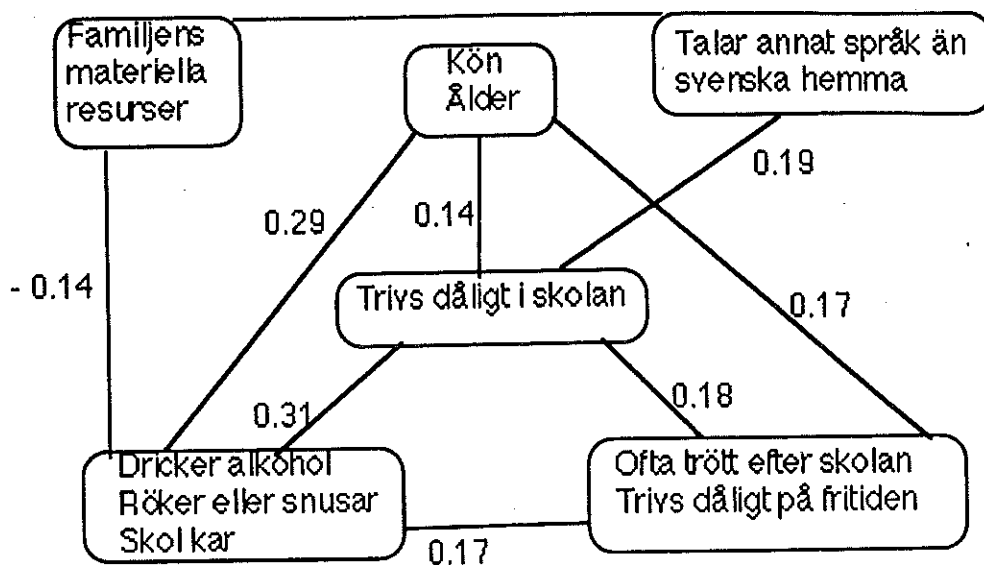 Familjens
materiella
resurser
Kön
Ålder
Talar annat språk än
svenska hemma
0.19
0.29
0.14
- 0.14
Trivs dåligt i skolan
0.17
0.31
0.18
Dricker alkohol
Röker eller snusar
Skol kar
Ofta trött efter skolan
Trivs dåligt på fritiden
0.17